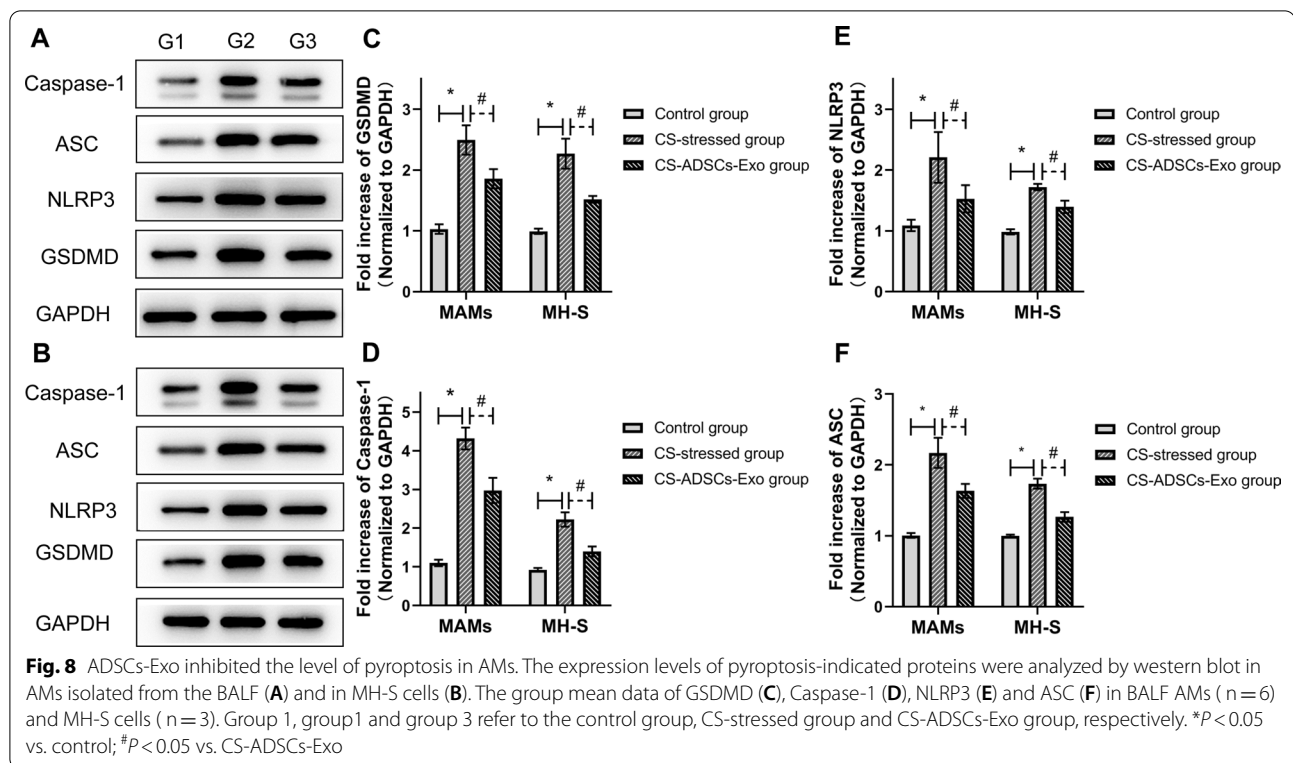 A
G1 G2 G3
Caspase-1
ASC
NLRP3
GSDMD
GAPDH
B
Caspase-1
ASC
NLRP3
GSDMD
GAPDH
C
Fold increase of GSDMD
(Normalized to GAPDH)
3
2
1
0
* # * #
MAMs MH-S
Control group
CS-stressed group
CS-ADSCs-Exo group
D
Fold increase of Caspase-1
(Normalized to GAPDH)
5
4
3
2
1
0
* # * #
MAMs MH-S
Control group
CS-stressed group
CS-ADSCs-Exo group
E
Fold increase of NLRP3
(Normalized to GAPDH)
3
2
1
0
* # * #
MAMs MH-S
Control group
CS-stressed group
CS-ADSCs-Exo group
F
Fold increase of ASC
(Normalized to GAPDH)
3
2
1
0
* # * #
MAMs MH-S
Control group
CS-stressed group
CS-ADSCs-Exo group
Fig. 8 ADSCs-Exo inhibited the level of pyroptosis in AMs. The expression levels of pyroptosis-indicated proteins were analyzed by western blot in
AMs isolated from the BALF (A) and in MH-S cells (B). The group mean data of GSDMD (C), Caspase-1 (D), NLRP3 (E) and ASC (F) in BALF AMs ( n = 6)
and MH-S cells ( n = 3). Group 1, group1 and group 3 refer to the control group, CS-stressed group and CS-ADSCs-Exo group, respectively. *P < 0.05
vs. control; #P < 0.05 vs. CS-ADSCs-Exo